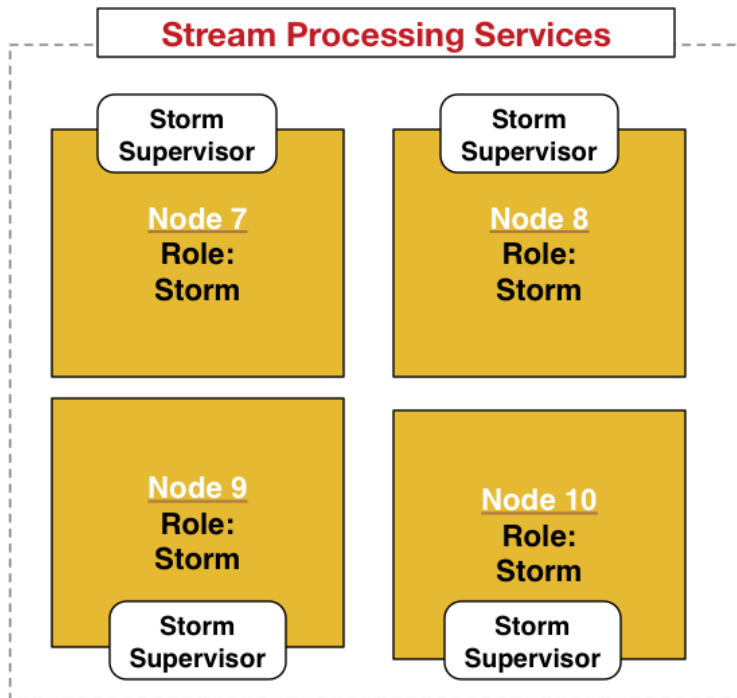 Stream Processing Services
Storm
Supervisor
Node 7
Role:
Storm
Storm
Supervisor
Node 8
Role:
Storm
Node 9
Role:
Storm
Storm
Supervisor
Node 10
Role:
Storm
Storm
Supervisor